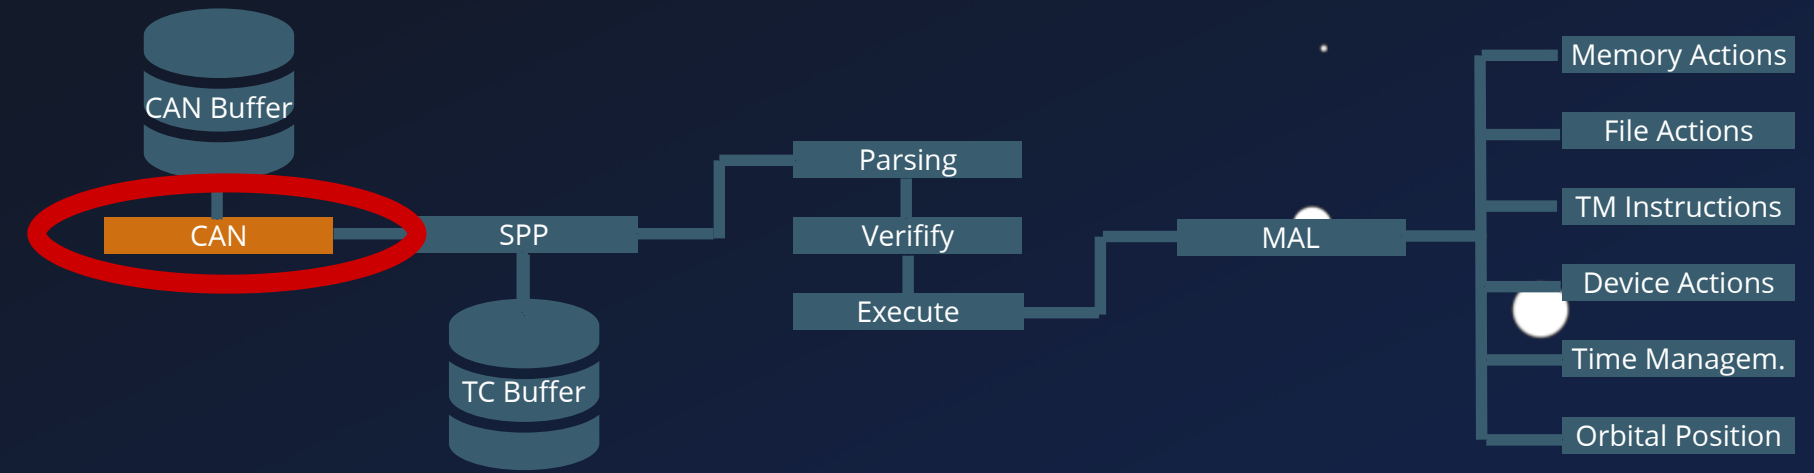 CAN Buffer
CAN
SPP
TC Buffer
Parsing
Verifify
Execute
MAL
Memory Actions
File Actions
TM Instructions
Device Actions
Time Managem.
Orbital Position